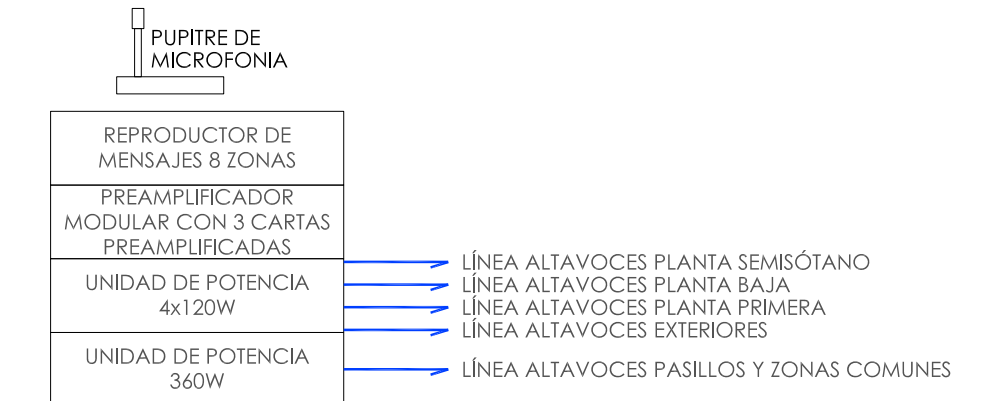 PUPITRE DE
MICROFONIA
REPRODUCTOR DE
MENSAJES 8 ZONAS
PREAMPLIFICADOR
MODULAR CON 3 CARTAS
PREAMPLIFICADAS
UNIDAD DE POTENCIA
4x120W
LÍNEA ALTAVOCES PLANTA SEMISÓTANO
LÍNEA ALTAVOCES PLANTA BAJA
LÍNEA ALTAVOCES PLANTA PRIMERA
LÍNEA ALTAVOCES EXTERIORES
UNIDAD DE POTENCIA
360W
LÍNEA ALTAVOCES PASILLOS Y ZONAS COMUNES